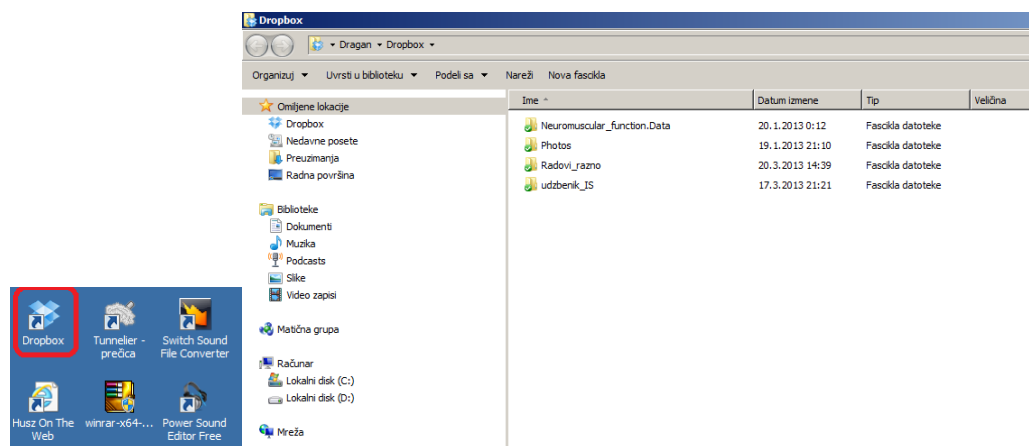 Dropbox
Dragan Dropbox
Organizuj Uvrsti u biblioteku Podeli sa Nareži Nova fascikla
Omiljene lokacije
Dropbox
Nedavne posete
Preuzimanja
Radna površina
Biblioteke
Dokumenti
Muzika
Podcasts
Slike
Video zapisi
Matična grupa
Računar
Lokalni disk (C:)
Lokalni disk (D:)
Mreža
Ime Datum izmene Tip Veličina
Neuromuscular_function.Data 20.1.2013 0:12 Fascikla datoteke
Photos 19.1.2013 21:10 Fascikla datoteke
Radovi_razno 20.3.2013 14:39 Fascikla datoteke
udzbenik_IS 17.3.2013 21:21 Fascikla datoteke
Dropbox
Tunnelier -
prečica
Switch Sound
File Converter
Husz On The
Web
winrar-x64-...
Power Sound
Editor Free